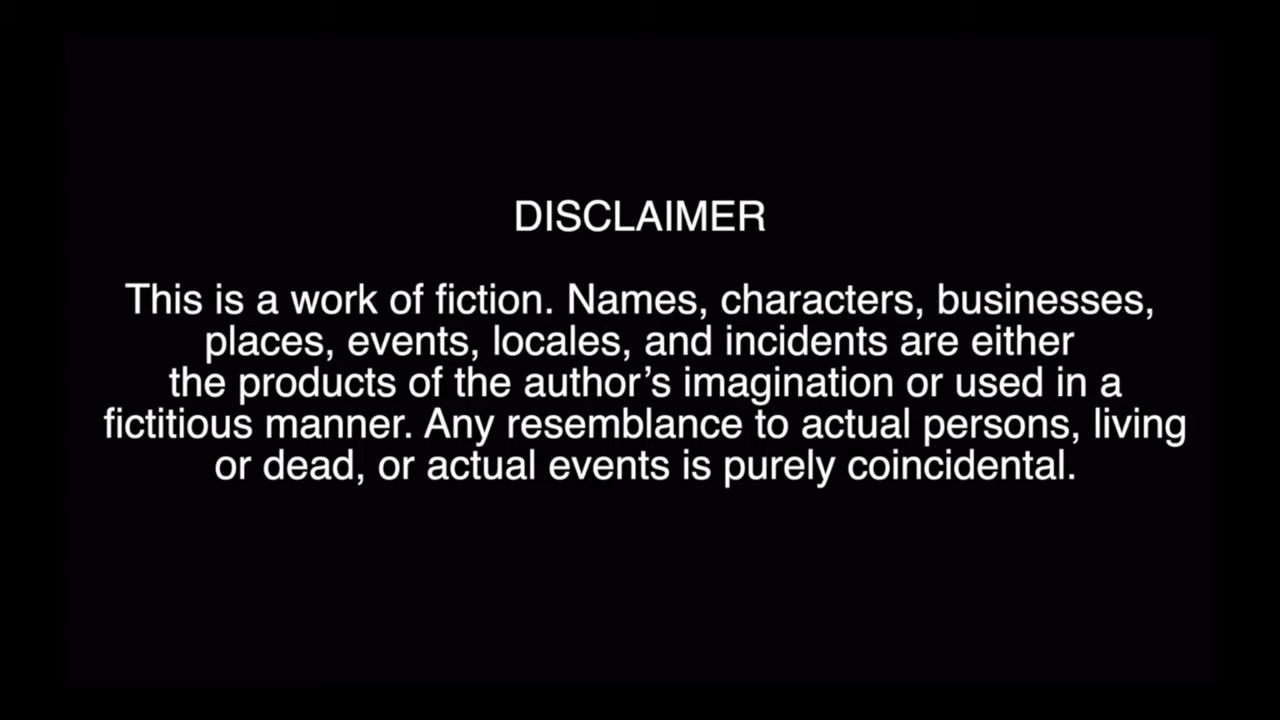 DISCLAIMER
This is a work of fiction. Names, characters, businesses,
places, events, locales, and incidents are either
the products of the author’s imagination or used in a
fictitious manner. Any resemblance to actual persons, living
or dead, or actual events is purely coincidental.